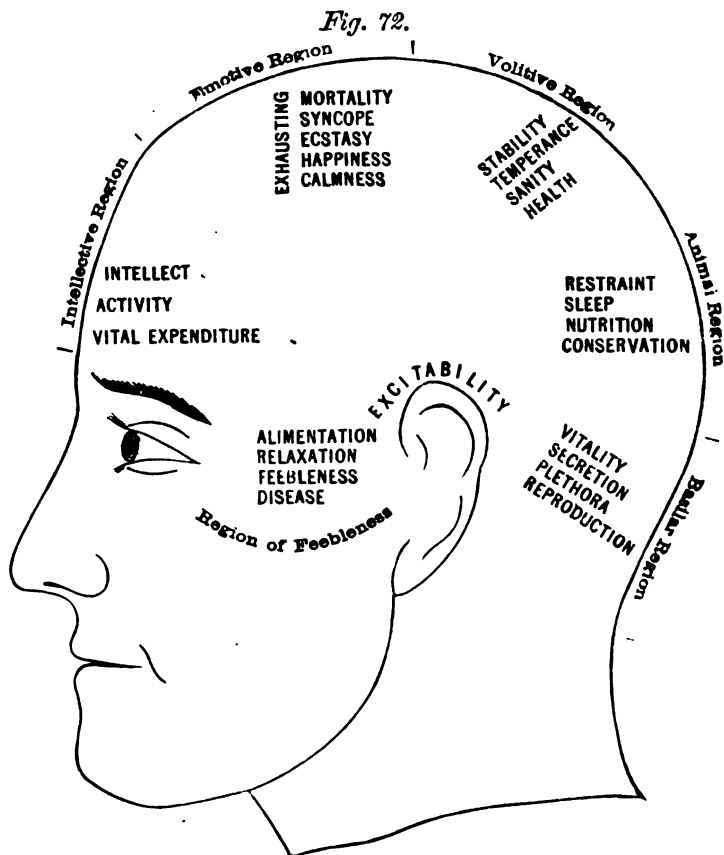 Fig. 72.
Emotive Region
Volitive Region
EXHAUSTING
MORTALITY
SYNCOPE
ECSTASY
HAPPINESS
CALMNESS
STABILITY
TEMPERANCE
SANITY
HEALTH
Intellective Region
INTELLECT
ACTIVITY
VITAL EXPENDITURE
Animal Region
RESTRAINT
SLEEP
NUTRITION
CONSERVATION
EXCITABILITY
ALIMENTATION
RELAXATION
FEEBLENESS
DISEASE
Region of Feebleness
VITALITY
SECRETION
PLETHORA
REPRODUCTION
Basilar Region